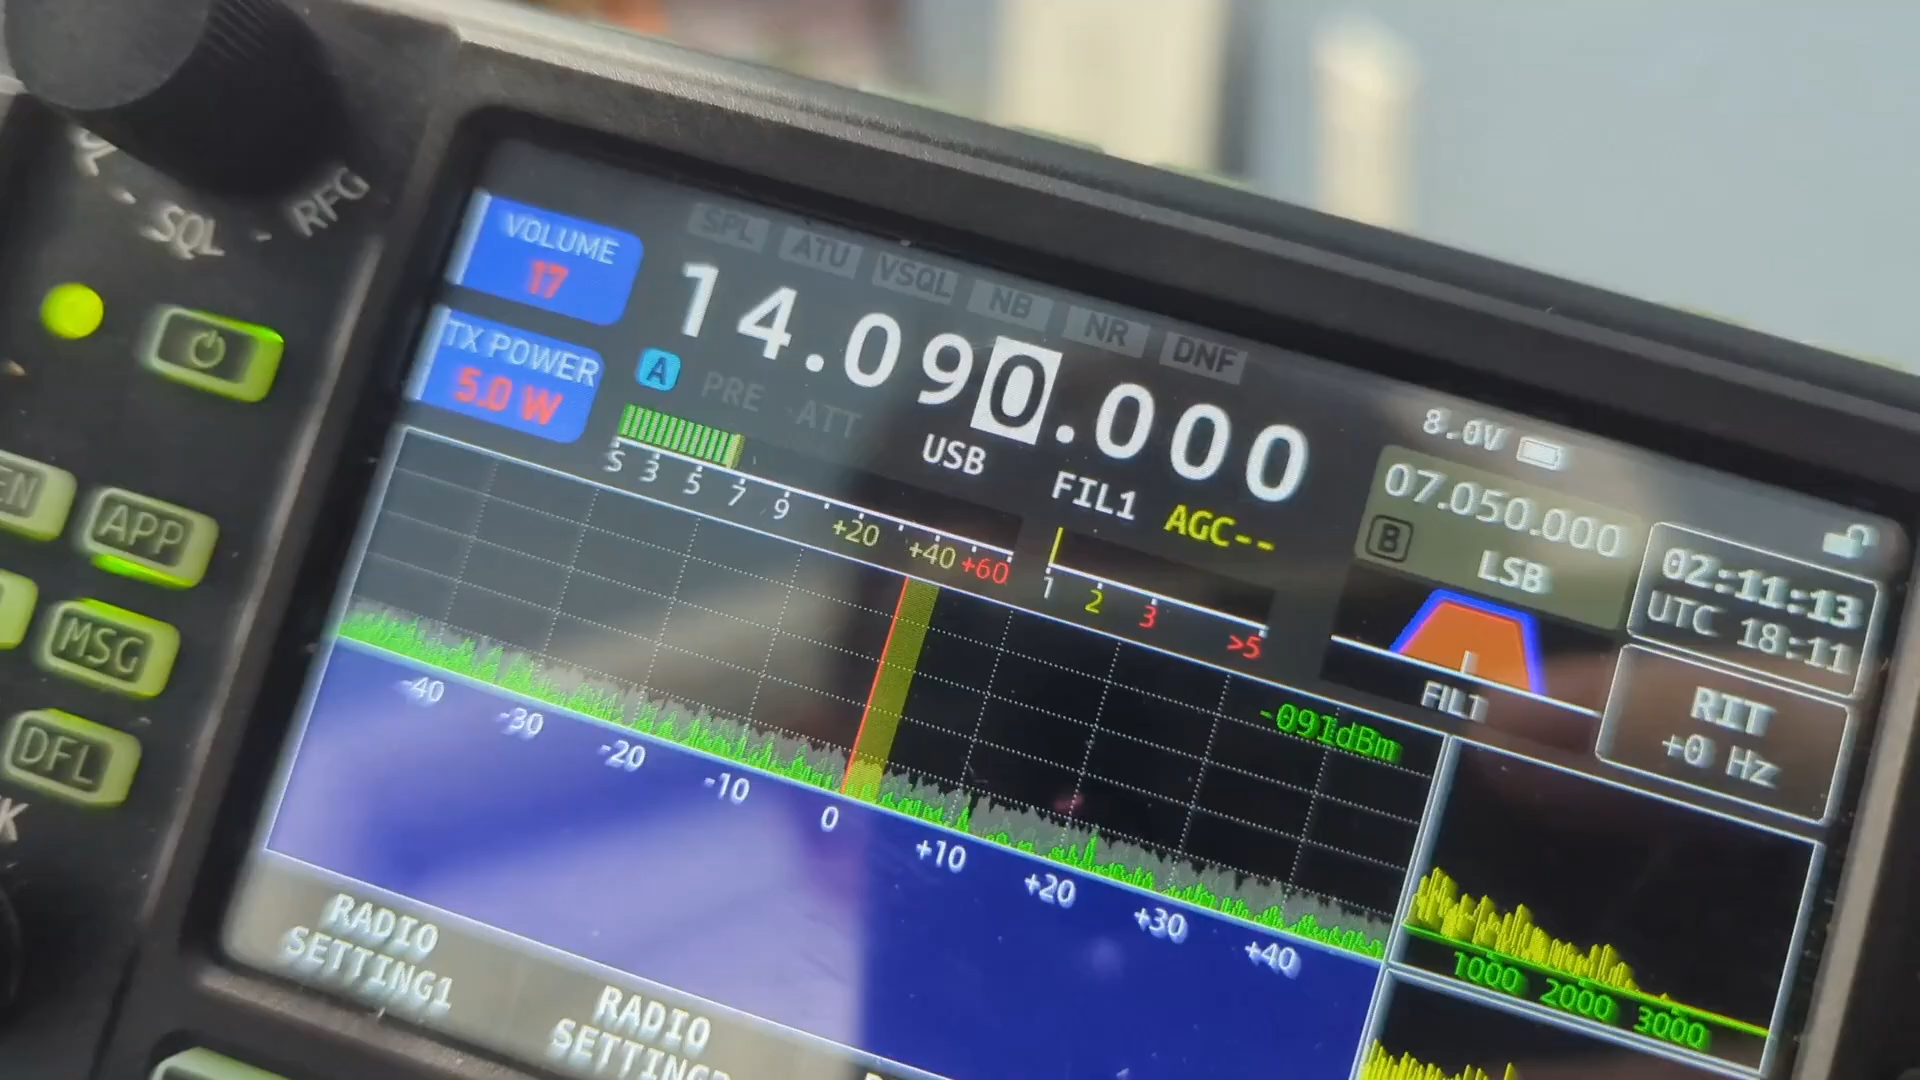 SQL - RFG
APP
MSG
DFL
VOLUME
17
TX POWER
5.0 W
SPL ATU VSQL NB NR DNF
14.090.000
A PRE ATT
USB FIL1 AGC--
S 3 5 7 9 +20 +40 +60
1 2 3 >5
8.0V
07.050.000
B LSB
FIL1
02:11:13
UTC 18:11
RIT
+0 Hz
-091dBm
-40 -30 -20 -10 0 +10 +20 +30 +40
1000 2000 3000
RADIO
SETTING1
RADIO